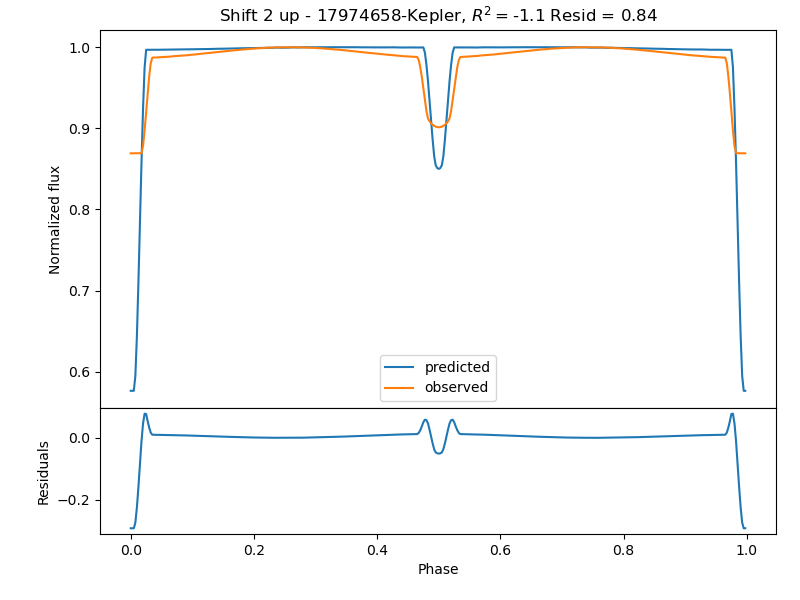 Shift 2 up - 17974658-Kepler, R² = -1.1 Resid = 0.84
1.0
0.9
0.8
0.7
0.6
Normalized flux
predicted
observed
0.0
−0.2
Residuals
0.0 0.2 0.4 0.6 0.8 1.0
Phase